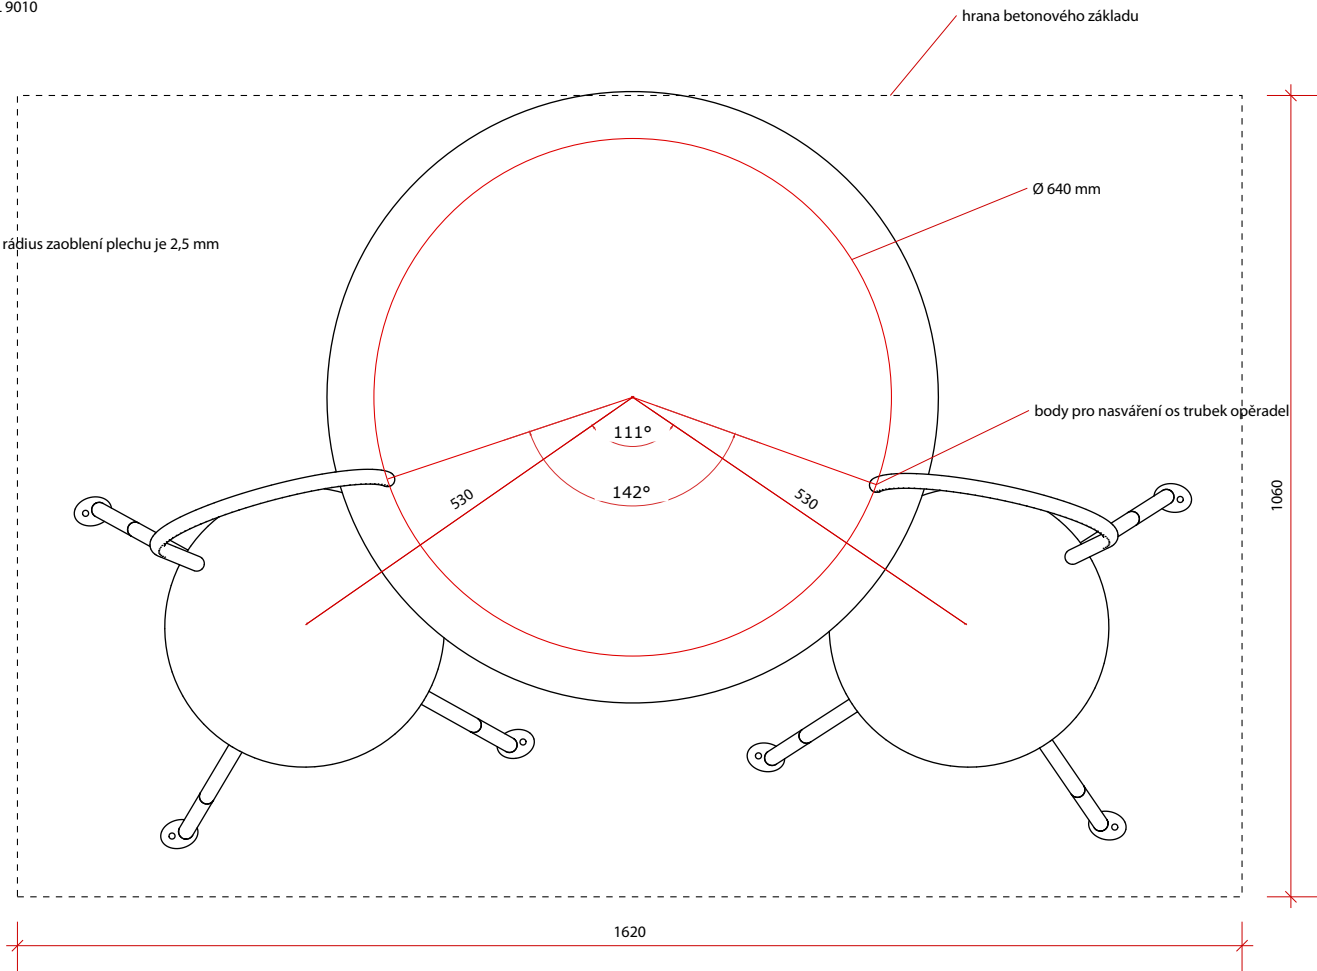 9010
hrana betonového základu
Ø 640 mm
rádius zaoblení plechu je 2,5 mm
body pro nasváření os trubek opěradel
111°
142°
530
530
1060
1620